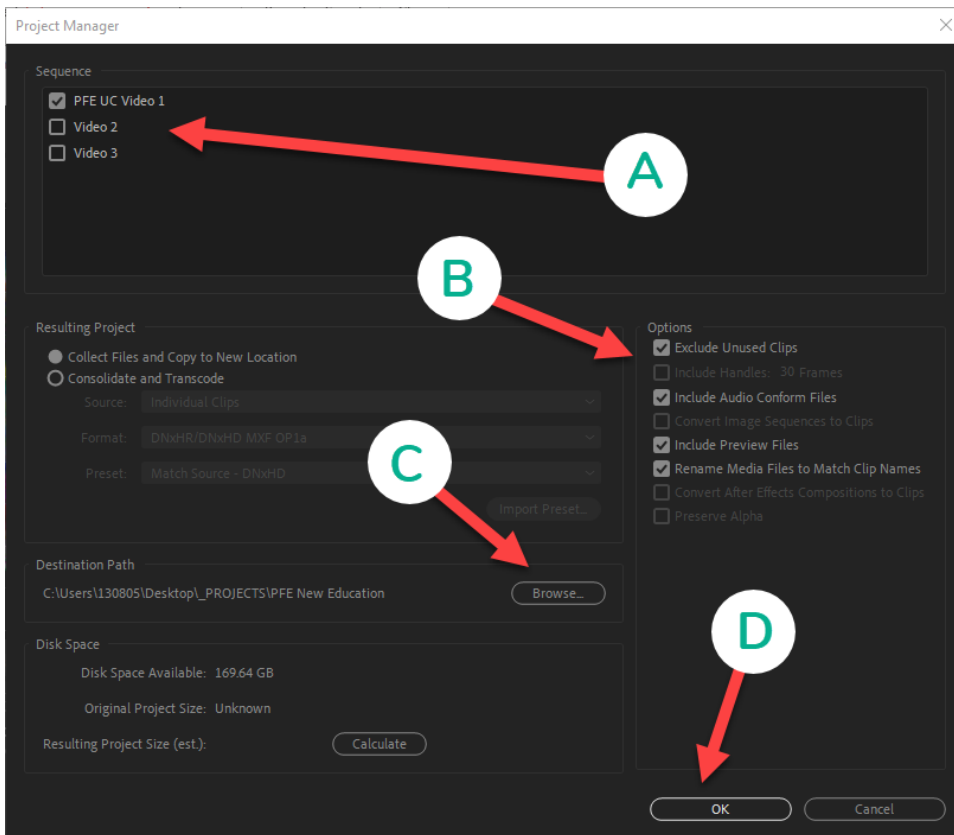 Project Manager
Sequence
PFE UC Video 1
Video 2
Video 3
A
B
Resulting Project
Collect Files and Copy to New Location
Consolidate and Transcode
Source: Individual Clips
Format: DNxHR/DNxHD MXF OP1a
Preset: Match Source - DNxHD
Import Preset...
C
Options
Exclude Unused Clips
Include Handles: 30 Frames
Include Audio Conform Files
Convert Image Sequences to Clips
Include Preview Files
Rename Media Files to Match Clip Names
Convert After Effects Compositions to Clips
Preserve Alpha
Destination Path
C:\Users\130805\Desktop\_PROJECTS\PFE New Education
Browse...
Disk Space
Disk Space Available: 169.64 GB
Original Project Size: Unknown
Resulting Project Size (est.):
Calculate
D
OK
Cancel